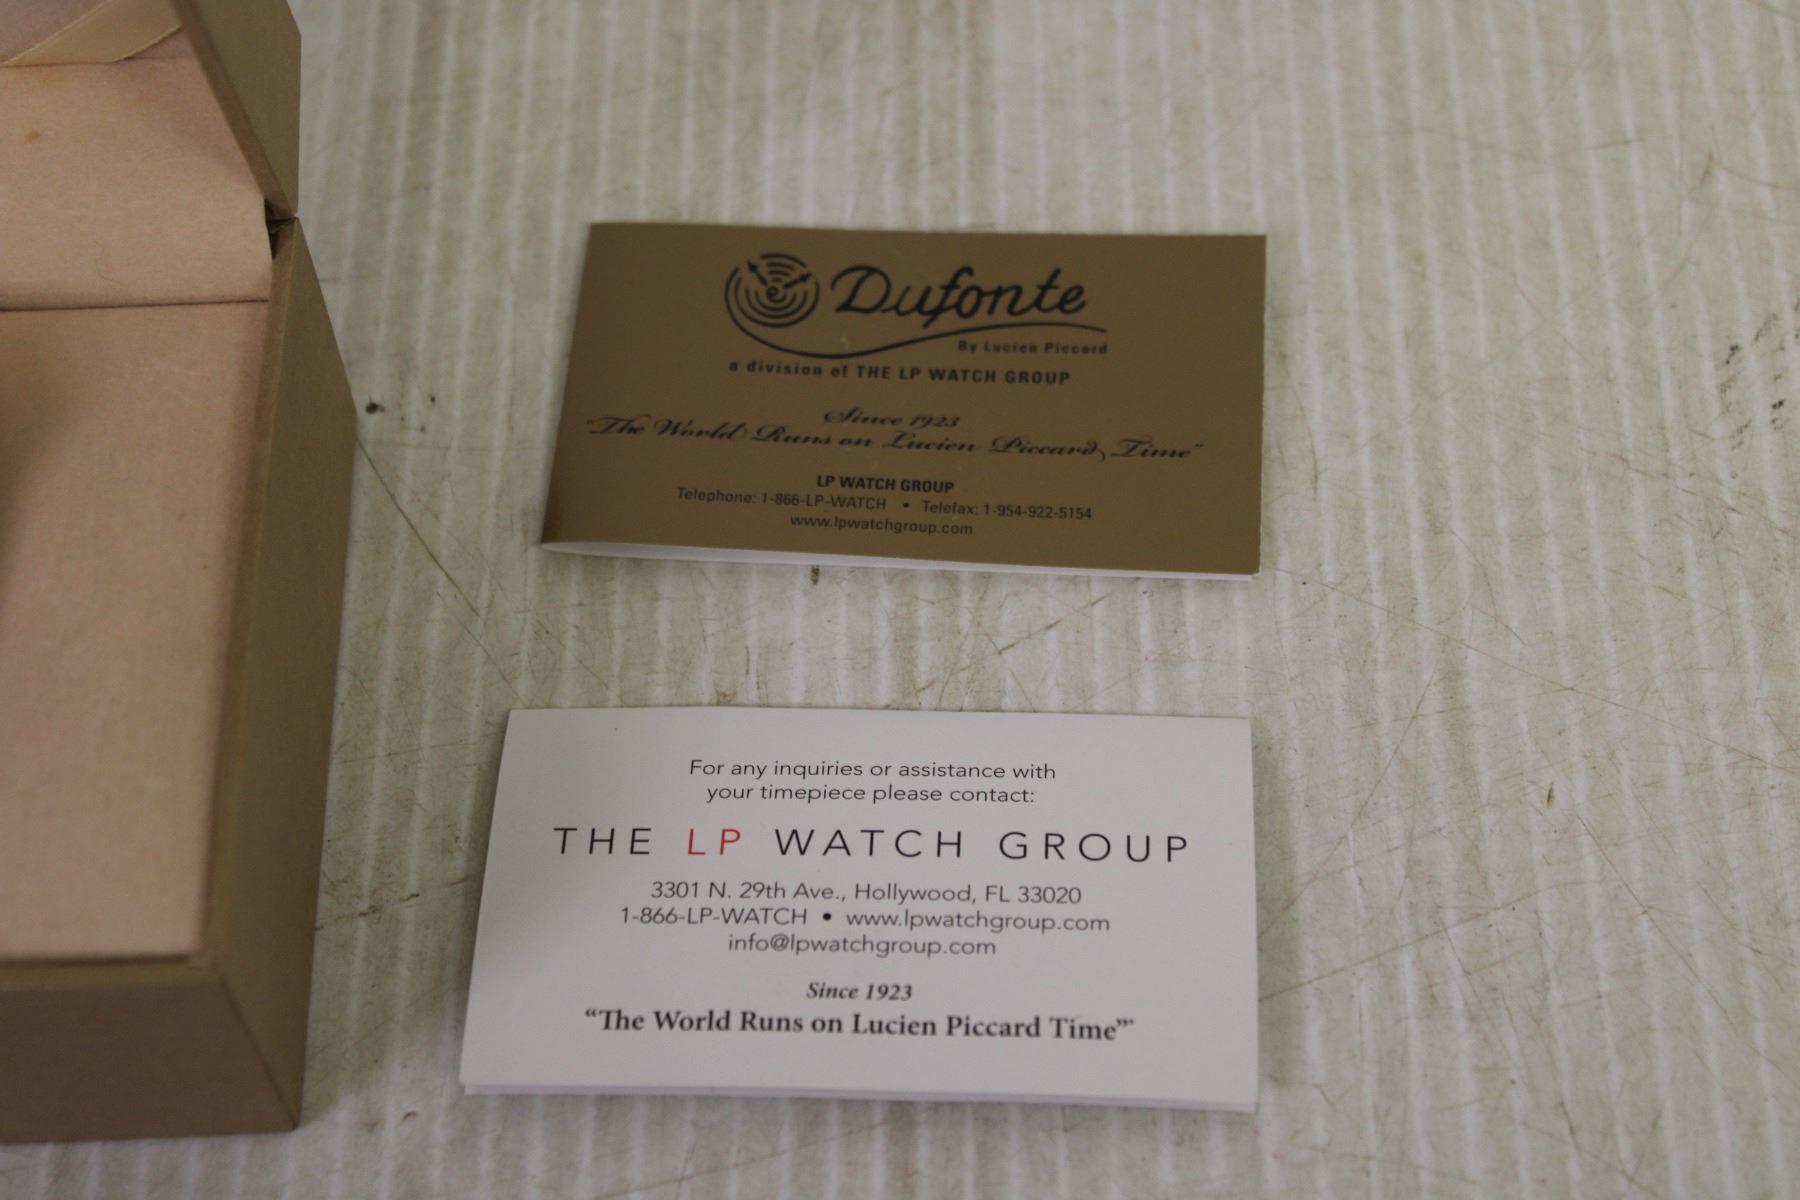 Dufonte
By Lucien Piccard
a division of THE LP WATCH GROUP
Since 1923
"The World Runs on Lucien Piccard, Time"
LP WATCH GROUP
Telephone: 1-866-LP-WATCH • Telefax: 1-954-922-5154
www.lpwatchgroup.com
For any inquiries or assistance with
your timepiece please contact:
THE LP WATCH GROUP
3301 N. 29th Ave., Hollywood, FL 33020
1-866-LP-WATCH • www.lpwatchgroup.com
info@lpwatchgroup.com
Since 1923
“The World Runs on Lucien Piccard Time”